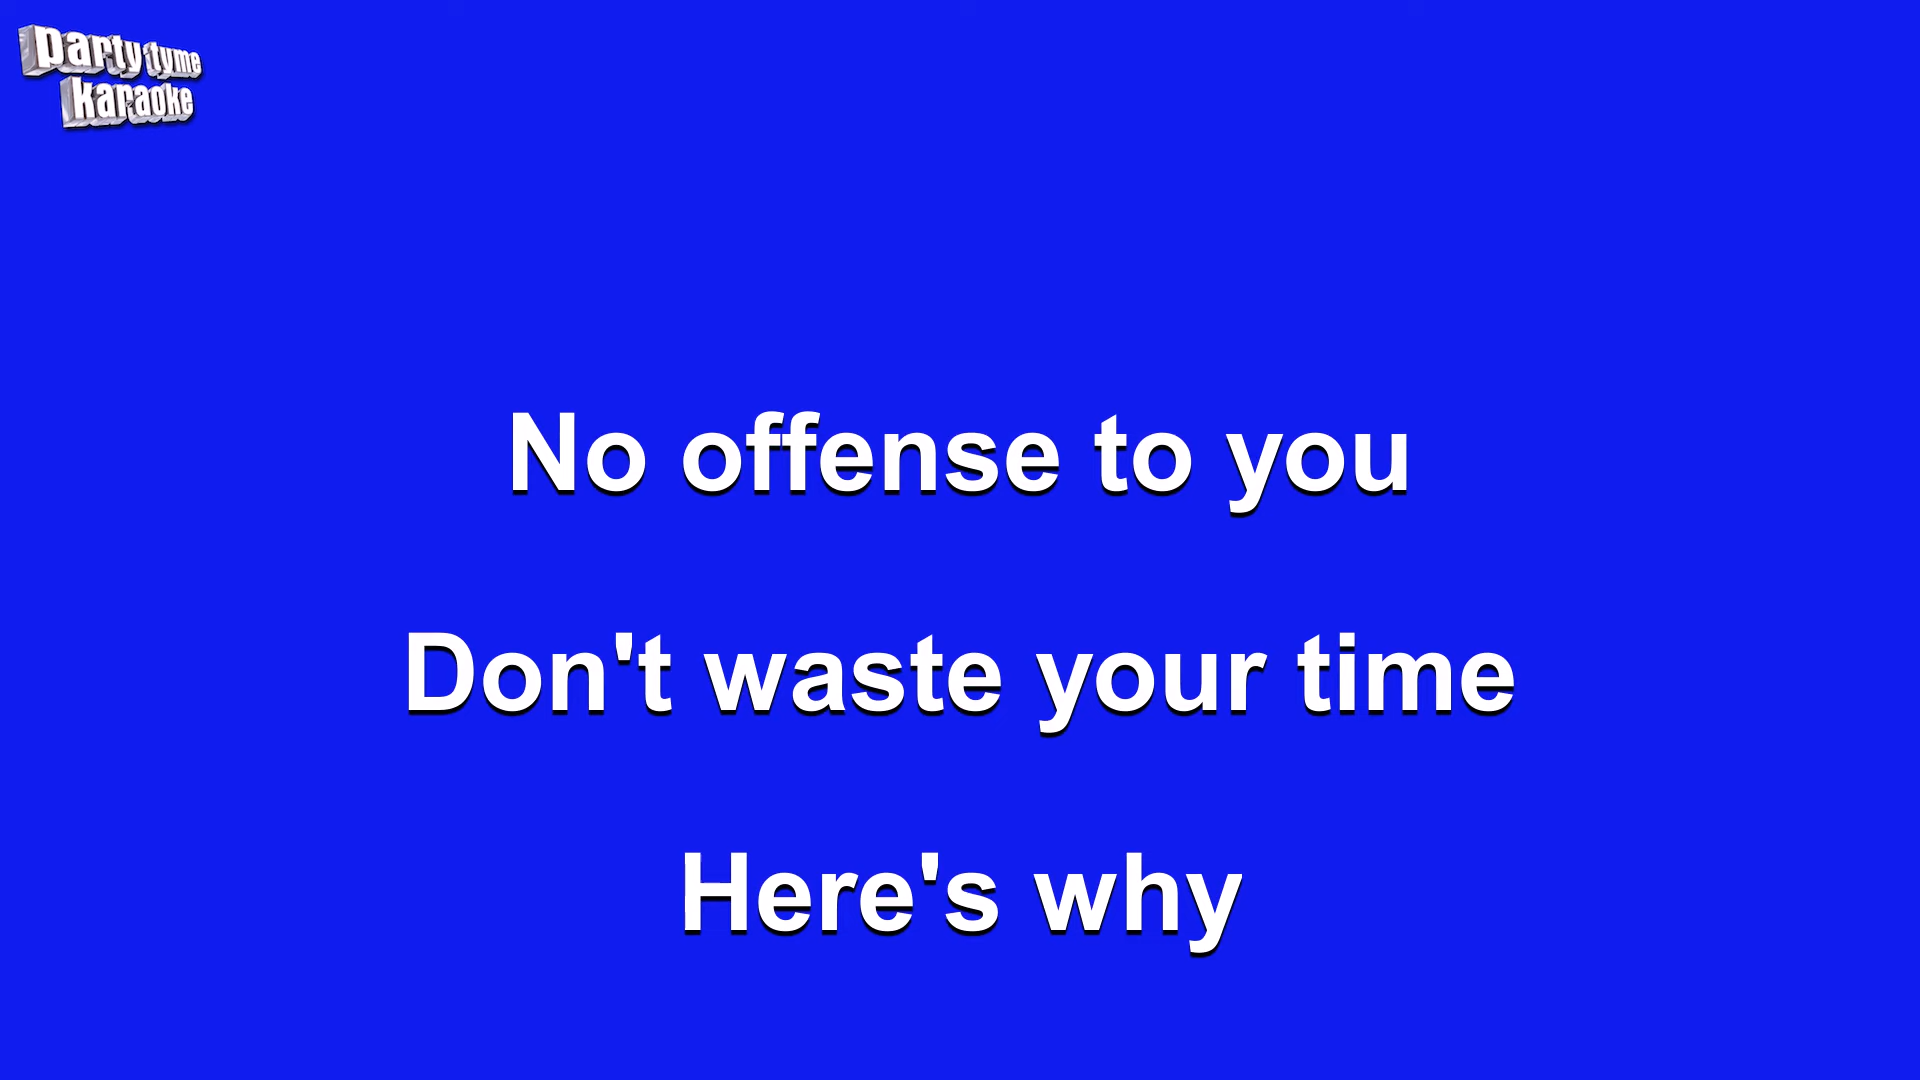 party tyme
karaoke
No offense to you
Don't waste your time
Here's why